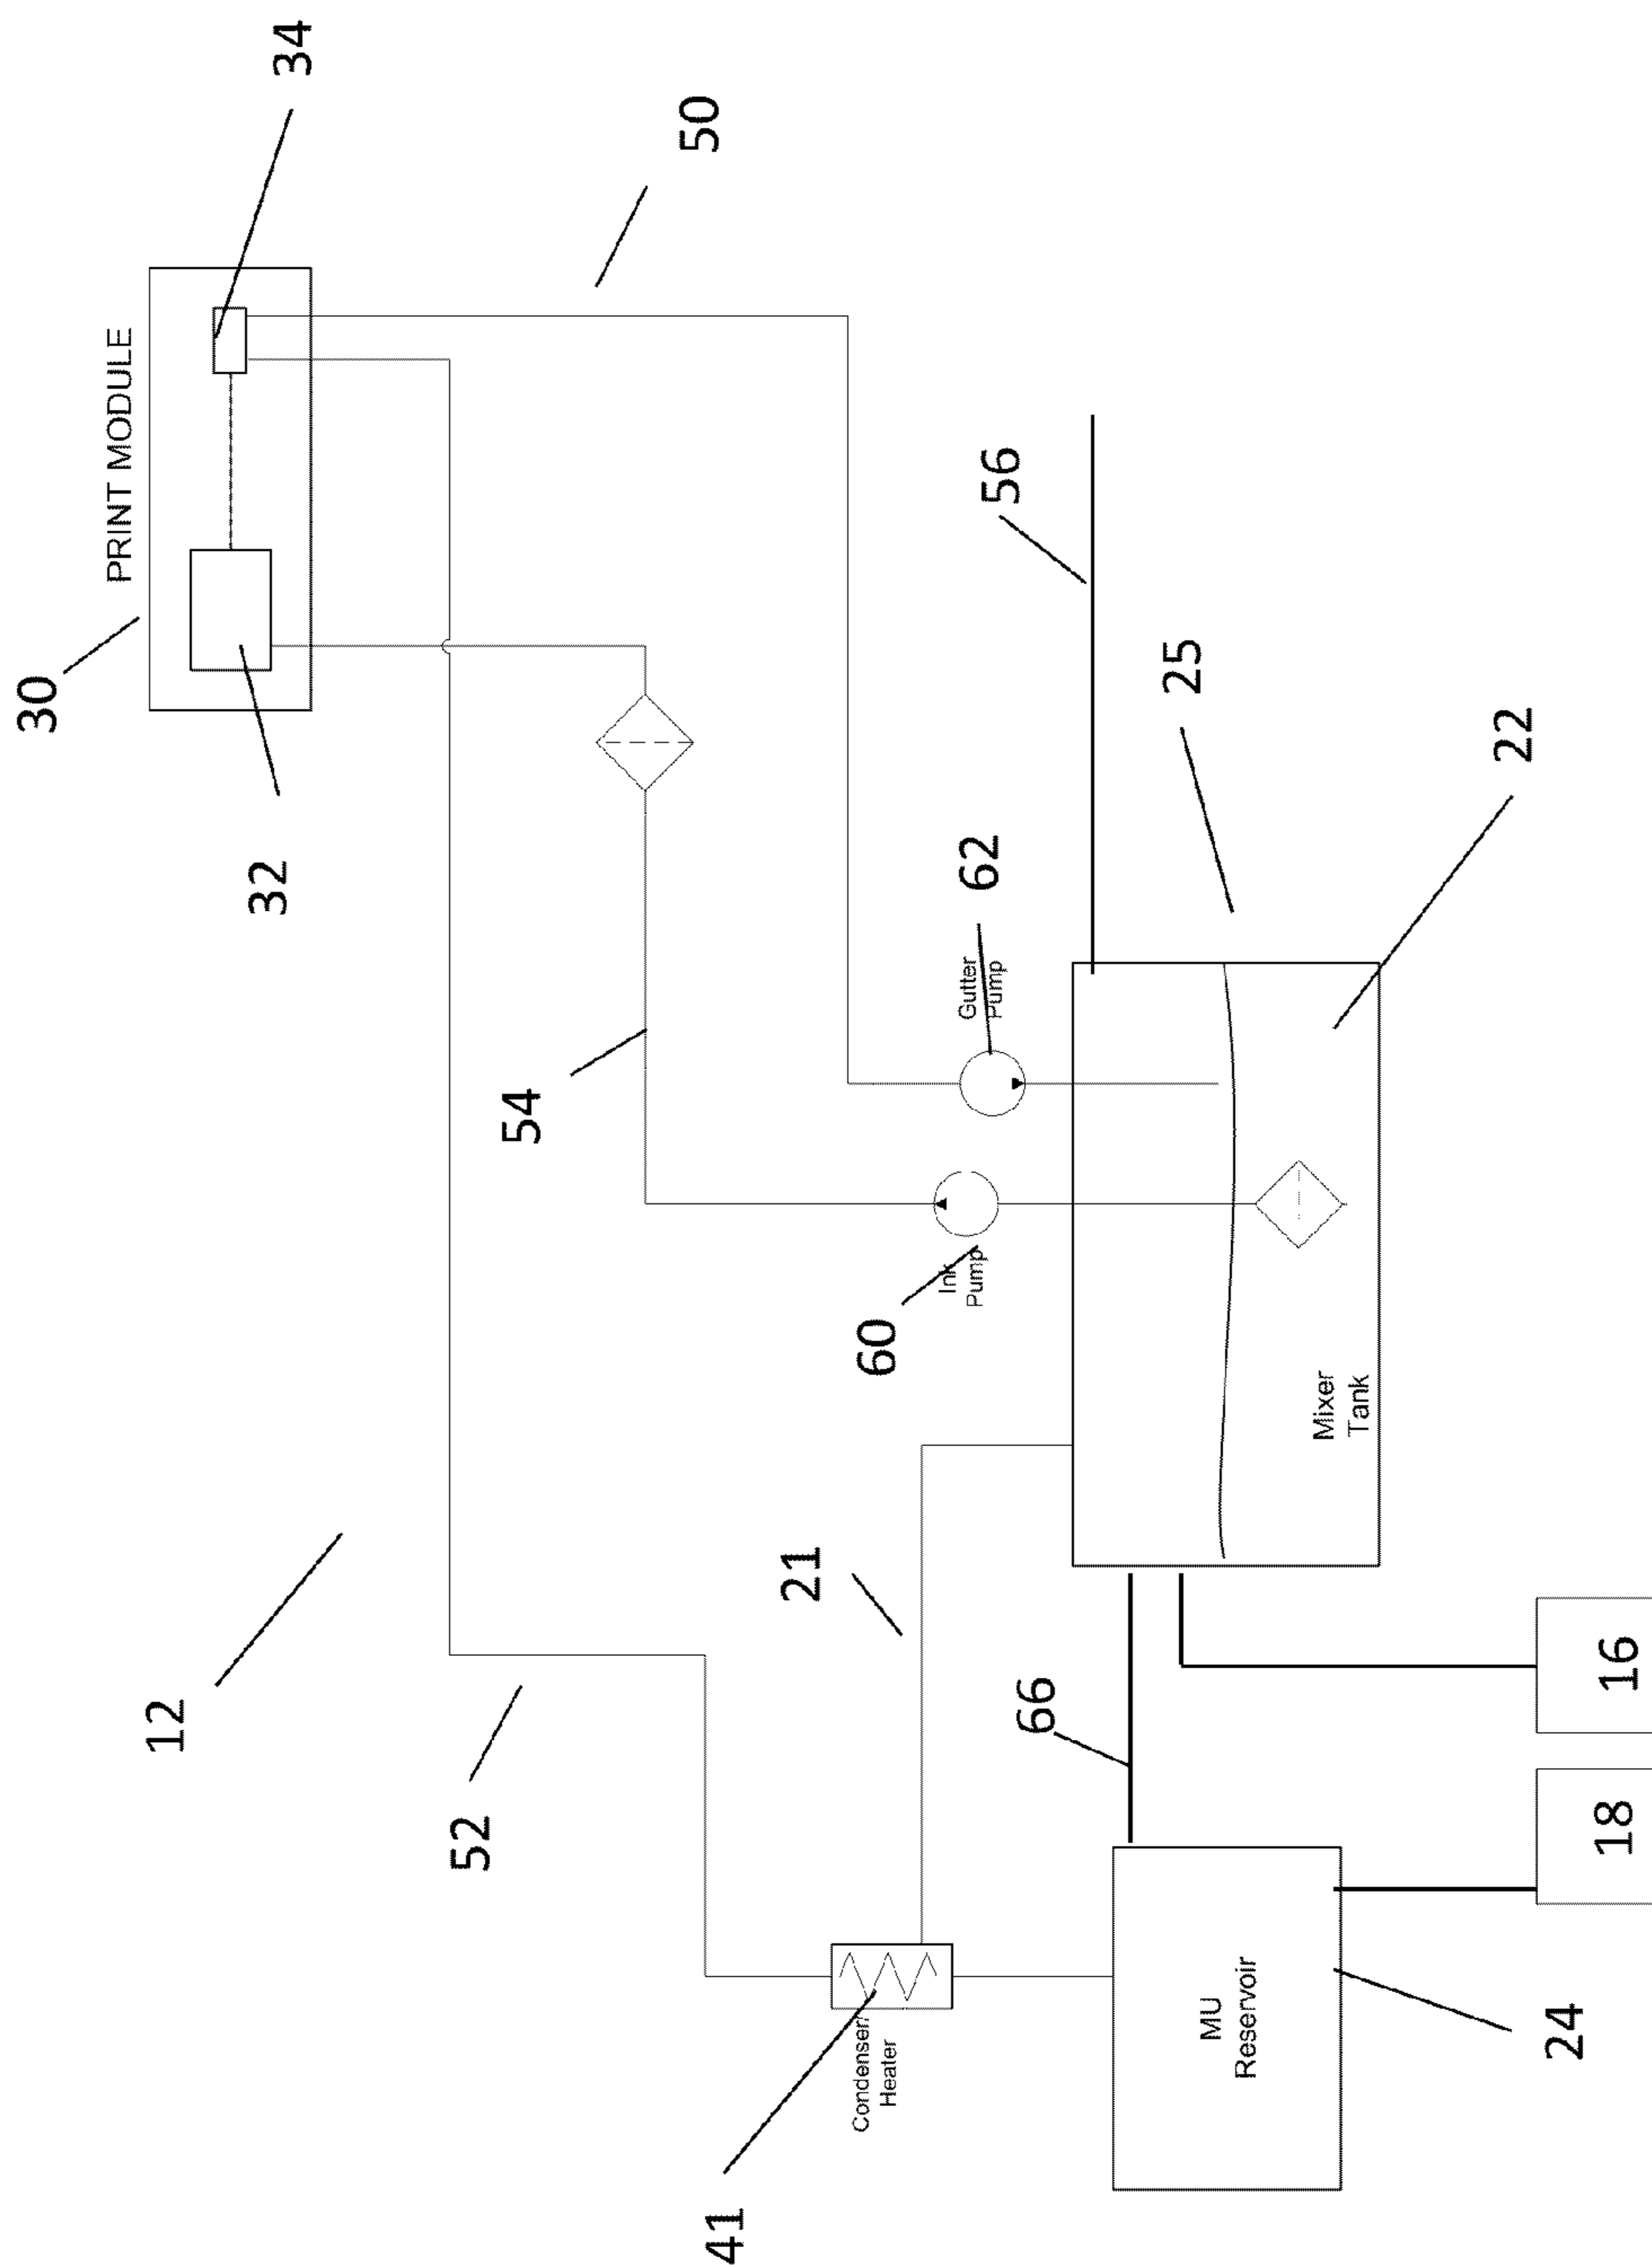 30
PRINT MODULE
12
32
34
52
54
50
41
21
Condenser
Heater
60
Ink
Pump
Gutter
Pump
62
56
66
25
MU
Reservoir
Mixer
Tank
22
24
18
16